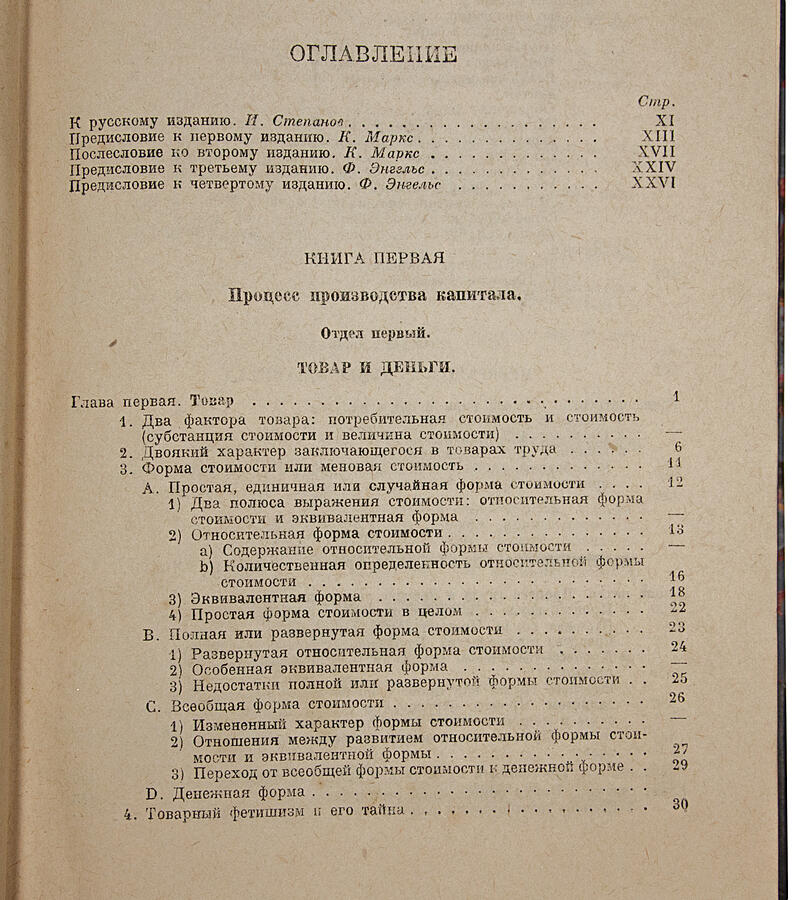 ОГЛАВЛЕНИЕ
Стр.
К русскому изданию. И. Степанов. . . . . . . . . . . . . . . . . . XI
Предисловие к первому изданию. К. Маркс . . . . . . . . . . . . . XIII
Послесловие ко второму изданию. К. Маркс . . . . . . . . . . . . XVII
Предисловие к третьему изданию. Ф. Энгельс . . . . . . . . . . . . XXIV
Предисловие к четвертому изданию. Ф. Энгельс . . . . . . . . . . XXVI
КНИГА ПЕРВАЯ
Процесс производства капитала.
Отдел первый.
ТОВАР И ДЕНЬГИ.
Глава первая. Товар . . . . . . . . . . . . . . . . . . . . . . . . 1
1. Два фактора товара: потребительная стоимость и стоимость
(субстанция стоимости и величина стоимости) . . . . . . . . —
2. Двоякий характер заключающегося в товарах труда . . . . . 6
3. Форма стоимости или меновая стоимость . . . . . . . . . . . 11
А. Простая, единичная или случайная форма стоимости . . . . 12
1) Два полюса выражения стоимости: относительная форма
стоимости и эквивалентная форма . . . . . . . . . . . —
2) Относительная форма стоимости . . . . . . . . . . . . . 13
a) Содержание относительной формы стоимости . . . . . —
b) Количественная определенность относительной формы
стоимости . . . . . . . . . . . . . . . . . . . . . . 16
3) Эквивалентная форма . . . . . . . . . . . . . . . . . . 18
4) Простая форма стоимости в целом . . . . . . . . . . . . 22
В. Полная или развернутая форма стоимости . . . . . . . . . 23
1) Развернутая относительная форма стоимости . . . . . . . 24
2) Особенная эквивалентная форма . . . . . . . . . . . . . —
3) Недостатки полной или развернутой формы стоимости . . 25
С. Всеобщая форма стоимости . . . . . . . . . . . . . . . . . 26
1) Измененный характер формы стоимости . . . . . . . . . —
2) Отношения между развитием относительной формы стои-
мости и эквивалентной формы . . . . . . . . . . . . . . 27
3) Переход от всеобщей формы стоимости к денежной форме . . 29
D. Денежная форма . . . . . . . . . . . . . . . . . . . . . .
4. Товарный фетишизм и его тайна . . . . . . . . . . . . . . . 30